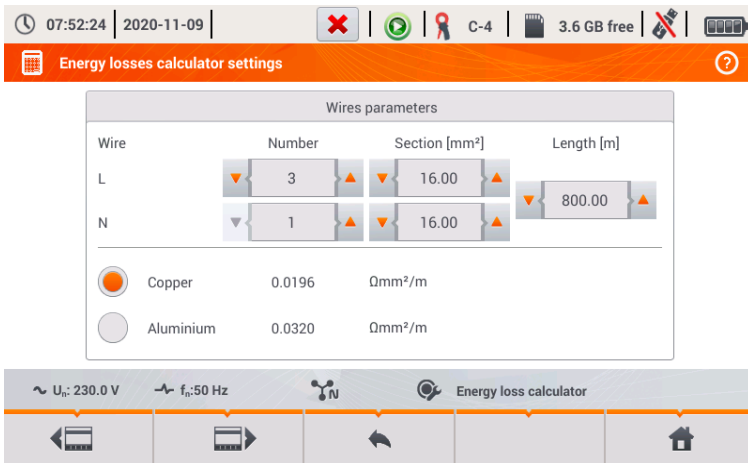 07:52:24 2020-11-09 C-4 3.6 GB free
Energy losses calculator settings ?
Wires parameters
Wire Number Section [mm²] Length [m]
L 3 16.00
800.00
N 1 16.00
Copper 0.0196 Ωmm²/m
Aluminium 0.0320 Ωmm²/m
Uₙ: 230.0 V fₙ:50 Hz N Energy loss calculator